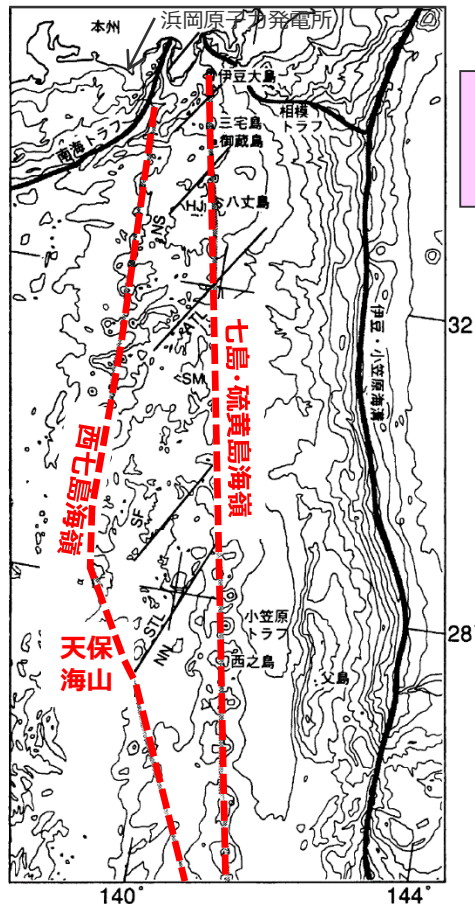 浜岡原子力発電所
本州
伊豆大島
相模
トラフ
南海トラフ
三宅島
御蔵島
HJ
八丈島
NS
32
SPATL
伊豆・小笠原海溝
七島・硫黄島海嶺
SM
西七島海嶺
SF
小笠原
トラフ
28
STL
天保
海山
NN
西之島
父島
140°
144°